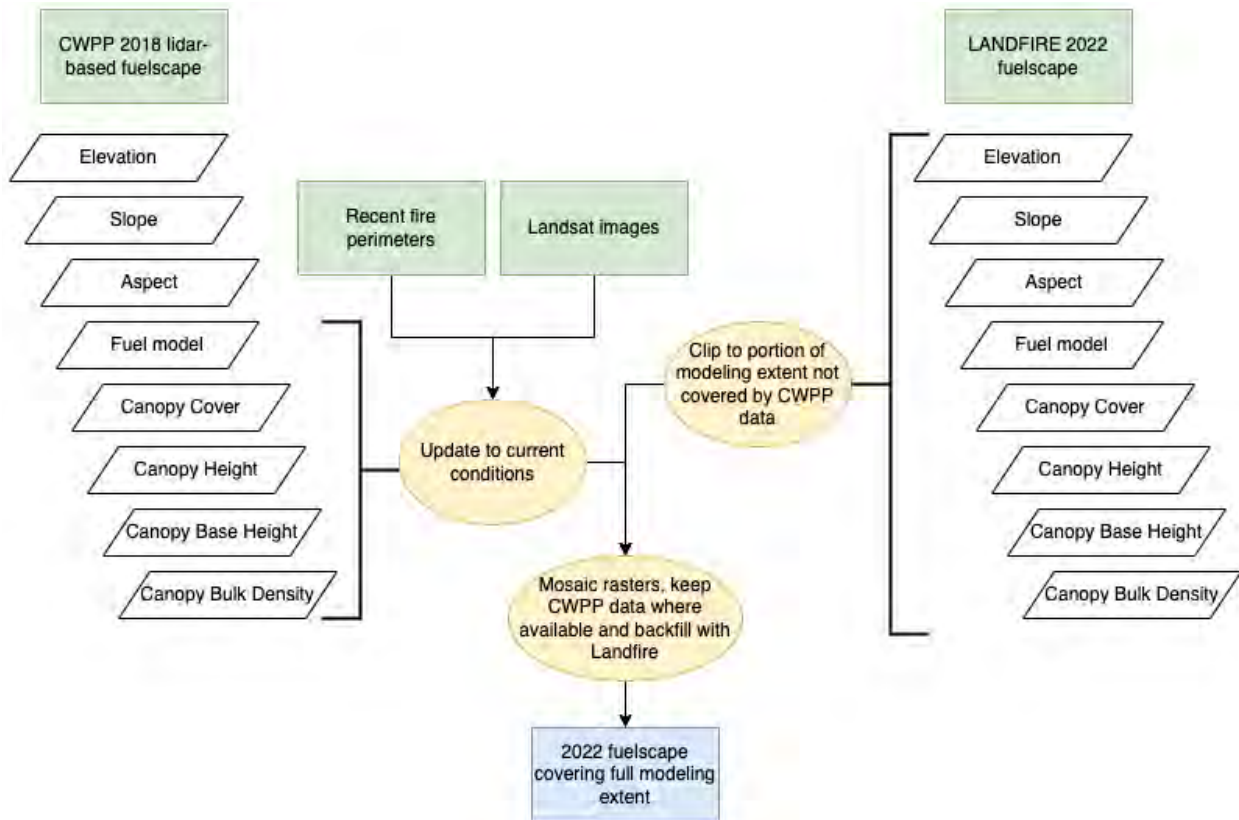 CWPP 2018 lidar-
based fuelscape
Elevation
Slope
Aspect
Fuel model
Canopy Cover
Canopy Height
Canopy Base Height
Canopy Bulk Density
Recent fire
perimeters
Landsat images
Update to current
conditions
Clip to portion of
modeling extent not
covered by CWPP
data
Mosaic rasters, keep
CWPP data where
available and backfill with
Landfire
2022 fuelscape
covering full modeling
extent
LANDFIRE 2022
fuelscape
Elevation
Slope
Aspect
Fuel model
Canopy Cover
Canopy Height
Canopy Base Height
Canopy Bulk Density